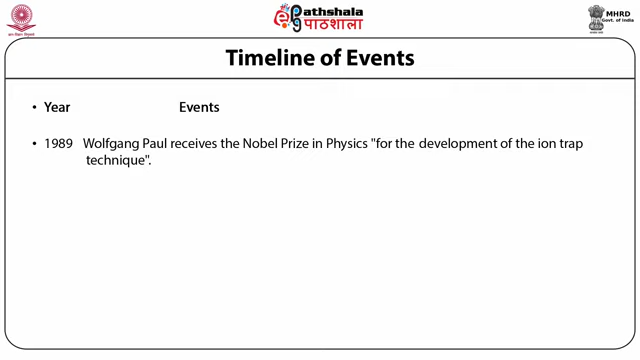 Pathshala
पाठशाला
MHRD
Govt. of India
Timeline of Events
• Year Events
• 1989 Wolfgang Paul receives the Nobel Prize in Physics "for the development of the ion trap
technique".